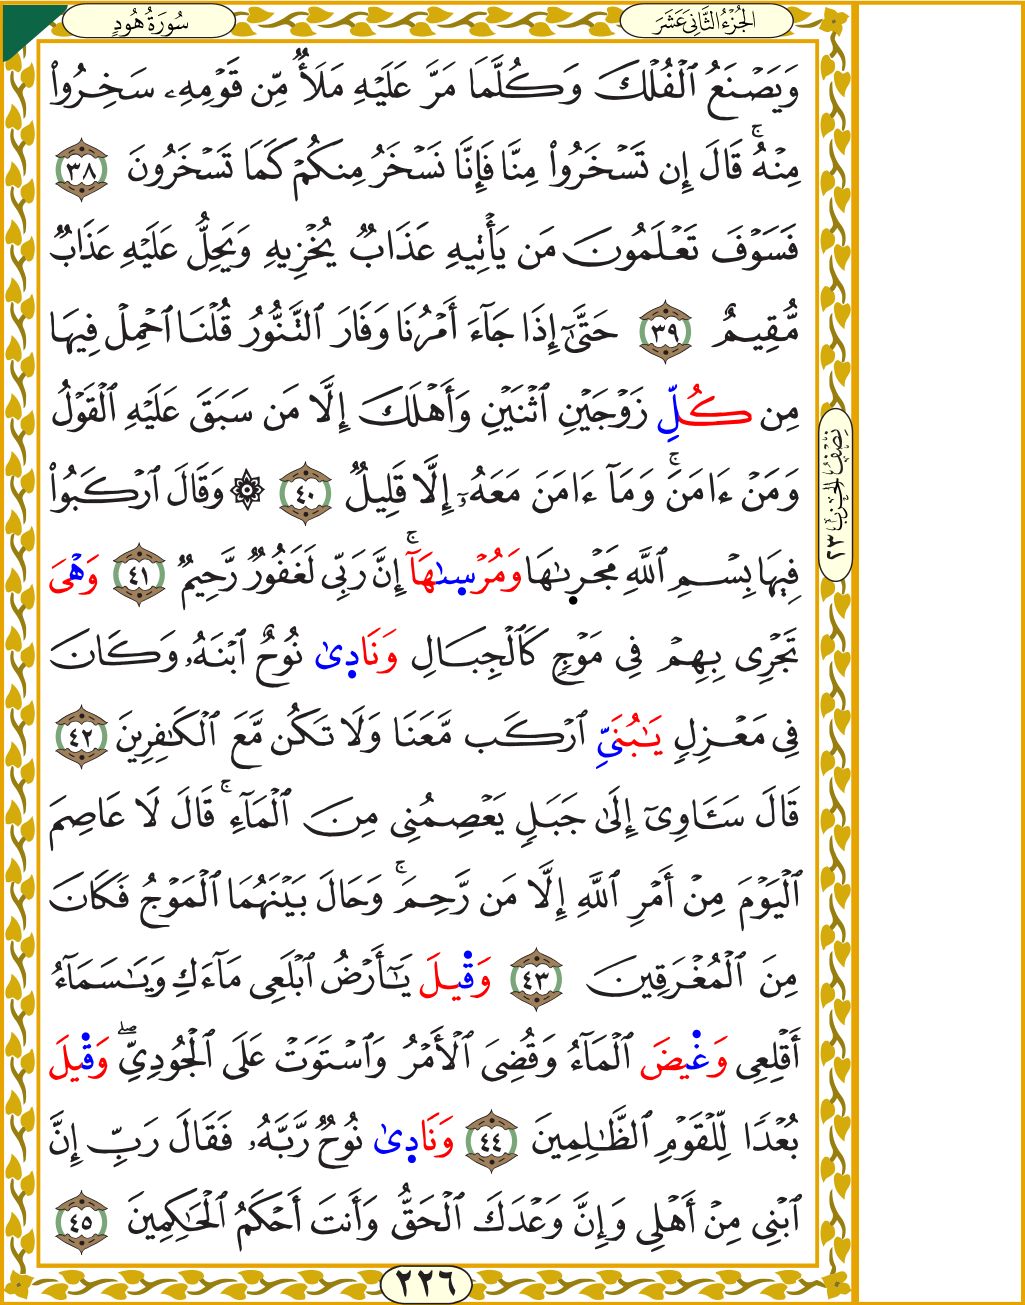 سُورَةُ هُودٍ
الجُزْءُ الثَّانِي عَشَرَ
وَيَصْنَعُ ٱلْفُلْكَ وَكُلَّمَا مَرَّ عَلَيْهِ مَلَأٌ مِّن قَوْمِهِۦ سَخِرُوا۟
مِنْهُ ۚ قَالَ إِن تَسْخَرُوا۟ مِنَّا فَإِنَّا نَسْخَرُ مِنكُمْ كَمَا تَسْخَرُونَ ٣٨
فَسَوْفَ تَعْلَمُونَ مَن يَأْتِيهِ عَذَابٌ يُخْزِيهِ وَيَحِلُّ عَلَيْهِ عَذَابٌ
مُّقِيمٌ ٣٩ حَتَّىٰٓ إِذَا جَآءَ أَمْرُنَا وَفَارَ ٱلتَّنُّورُ قُلْنَا ٱحْمِلْ فِيهَا
مِن كُلِّ زَوْجَيْنِ ٱثْنَيْنِ وَأَهْلَكَ إِلَّا مَن سَبَقَ عَلَيْهِ ٱلْقَوْلُ
وَمَنْ ءَامَنَ ۚ وَمَآ ءَامَنَ مَعَهُۥٓ إِلَّا قَلِيلٌ ٤٠ ۞ وَقَالَ ٱرْكَبُوا۟
فِيهَا بِسْمِ ٱللَّهِ مَجْر۪ىٰهَا وَمُرْسِىٰهَآ ۚ إِنَّ رَبِّى لَغَفُورٌ رَّحِيمٌ ٤١ وَهْىَ
تَجْرِى بِهِمْ فِى مَوْجٍ كَٱلْجِبَالِ وَنَادِىٰ نُوحٌ ٱبْنَهُۥ وَكَانَ
فِى مَعْزِلٍ يَـٰبُنَىِّ ٱرْكَب مَّعَنَا وَلَا تَكُن مَّعَ ٱلْكَـٰفِرِينَ ٤٢
قَالَ سَـَٔاوِىٓ إِلَىٰ جَبَلٍ يَعْصِمُنِى مِنَ ٱلْمَآءِ ۚ قَالَ لَا عَاصِمَ
ٱلْيَوْمَ مِنْ أَمْرِ ٱللَّهِ إِلَّا مَن رَّحِمَ ۚ وَحَالَ بَيْنَهُمَا ٱلْمَوْجُ فَكَانَ
مِنَ ٱلْمُغْرَقِينَ ٤٣ وَقْيلَ يَـٰٓأَرْضُ ٱبْلَعِى مَآءَكِ وَيَـٰسَمَآءُ
أَقْلِعِى وَغْيضَ ٱلْمَآءُ وَقُضِىَ ٱلْأَمْرُ وَٱسْتَوَتْ عَلَى ٱلْجُودِىِّ ۖ وَقْيلَ
بُعْدًا لِّلْقَوْمِ ٱلظَّـٰلِمِينَ ٤٤ وَنَادِىٰ نُوحٌ رَّبَّهُۥ فَقَالَ رَبِّ إِنَّ
ٱبْنِى مِنْ أَهْلِى وَإِنَّ وَعْدَكَ ٱلْحَقُّ وَأَنتَ أَحْكَمُ ٱلْحَـٰكِمِينَ ٤٥
نِصْفُ الحِزْبِ ٢٣
٢٢٦